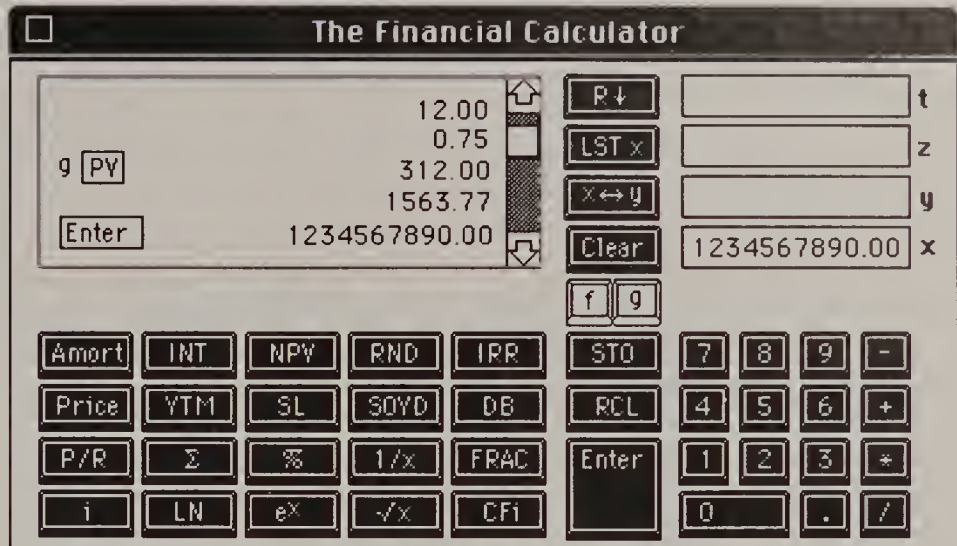 The Financial Calculator
12.00
0.75
g PV 312.00
1563.77
Enter 1234567890.00
R↓ t
LST x z
x↔y y
Clear 1234567890.00 x
f g
Amort INT NPV RND IRR STO 7 8 9 -
Price YTM SL SOYD DB RCL 4 5 6 +
P/R Σ % 1/x FRAC Enter 1 2 3 *
i LN eˣ √x CFi 0 . /